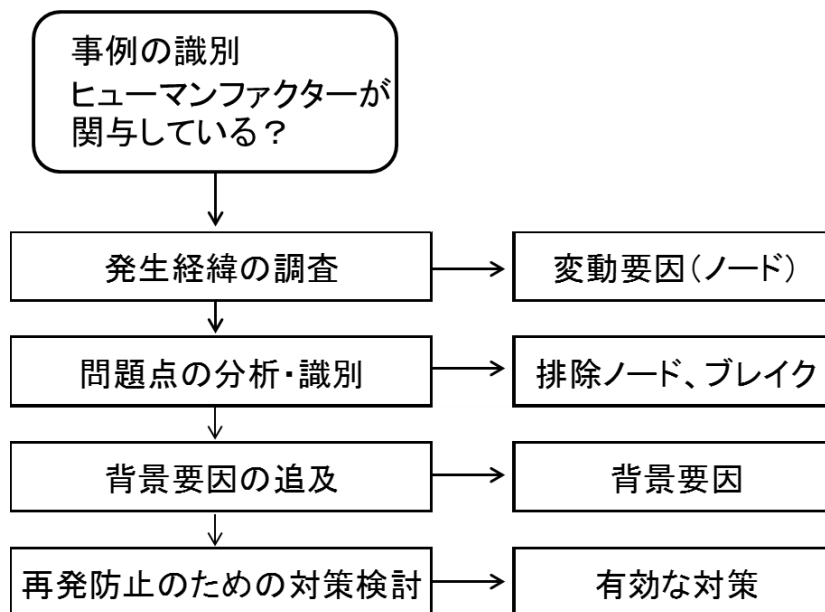 事例の識別
ヒューマンファクターが
関与している？
発生経緯の調査
変動要因（ノード）
問題点の分析・識別
排除ノード、ブレイク
背景要因の追及
背景要因
再発防止のための対策検討
有効な対策